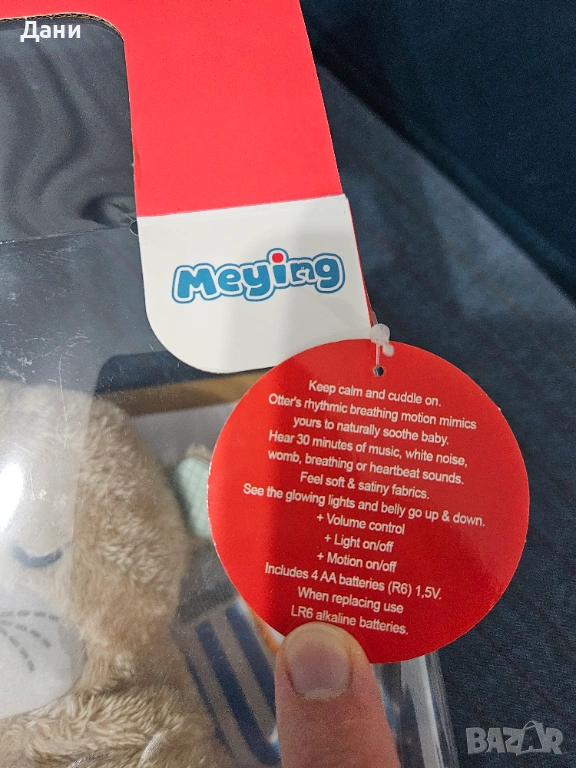 Дани
Meying
Keep calm and cuddle on.
Otter's rhythmic breathing motion mimics
yours to naturally soothe baby.
Hear 30 minutes of music, white noise,
womb, breathing or heartbeat sounds.
Feel soft & satiny fabrics.
See the glowing lights and belly go up & down.
+ Volume control
+ Light on/off
+ Motion on/off
Includes 4 AA batteries (R6) 1,5V.
When replacing use
LR6 alkaline batteries.
BAZAR